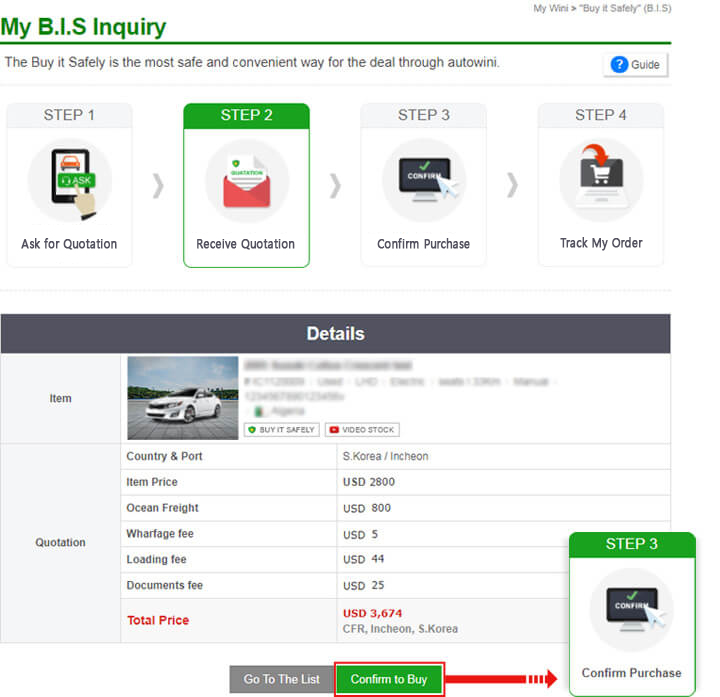 My Wini > "Buy it Safely" (B.I.S)
My B.I.S Inquiry
The Buy it Safely is the most safe and convenient way for the deal through autowini.
? Guide
STEP 1
STEP 2
STEP 3
STEP 4
ASK
QUATATION
CONFIRM
Ask for Quotation
Receive Quotation
Confirm Purchase
Track My Order
Details
Item
BUY IT SAFELY
VIDEO STOCK
Quotation
Country & Port S.Korea / Incheon
Item Price USD 2800
Ocean Freight USD 800
Wharfage fee USD 5
Loading fee USD 44
Documents fee USD 25
Total Price USD 3,674
CFR, Incheon, S.Korea
STEP 3
CONFIRM
Confirm Purchase
Go To The List
Confirm to Buy